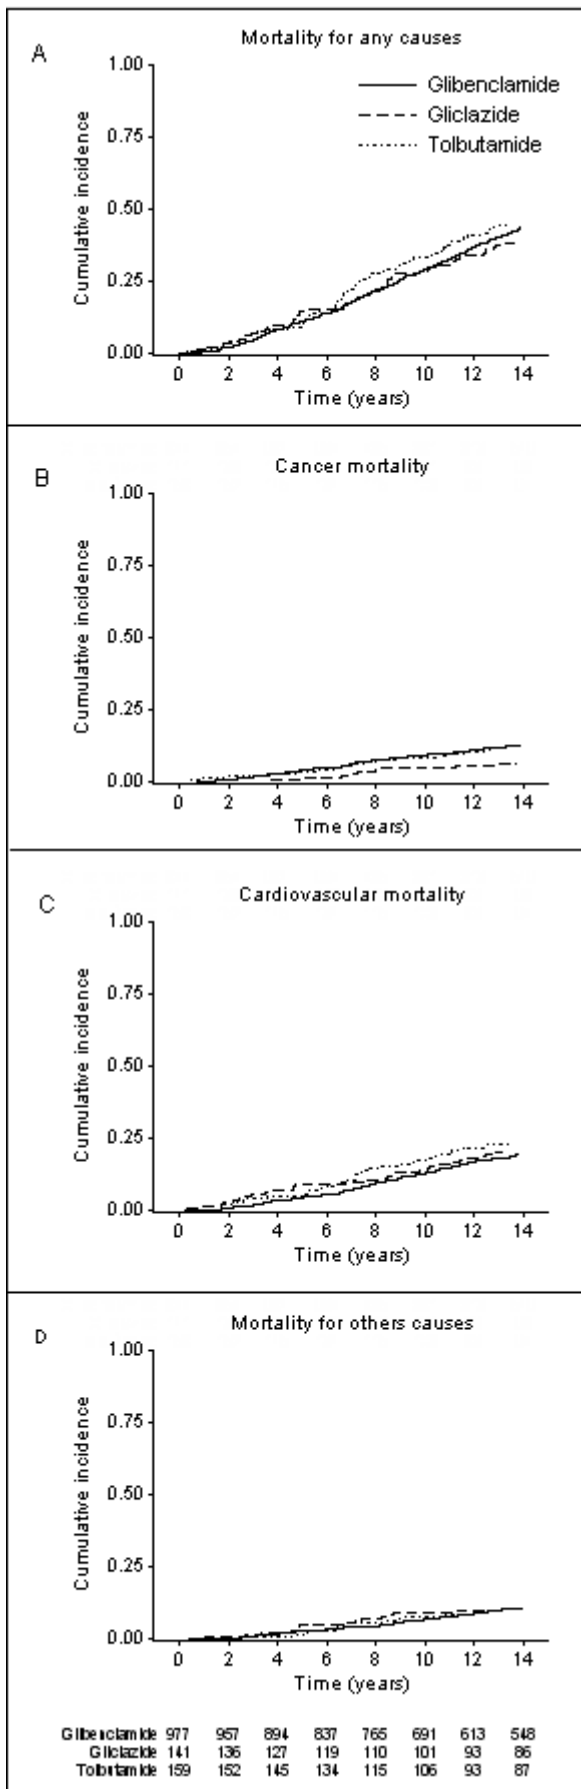 A
Mortality for any causes
1.00
0.75
0.50
0.25
0.00
Cumulative incidence
Glibenclamide
Gliclazide
Tolbutamide
0 2 4 6 8 10 12 14
Time (years)
B
Cancer mortality
1.00
0.75
0.50
0.25
0.00
Cumulative incidence
0 2 4 6 8 10 12 14
Time (years)
C
Cardiovascular mortality
1.00
0.75
0.50
0.25
0.00
Cumulative incidence
0 2 4 6 8 10 12 14
Time (years)
D
Mortality for others causes
1.00
0.75
0.50
0.25
0.00
Cumulative incidence
0 2 4 6 8 10 12 14
Time (years)
Glibenclamide 977 957 894 837 765 691 613 548
Gliclazide 141 136 127 119 110 101 93 86
Tolbutamide 159 152 145 134 115 106 93 87